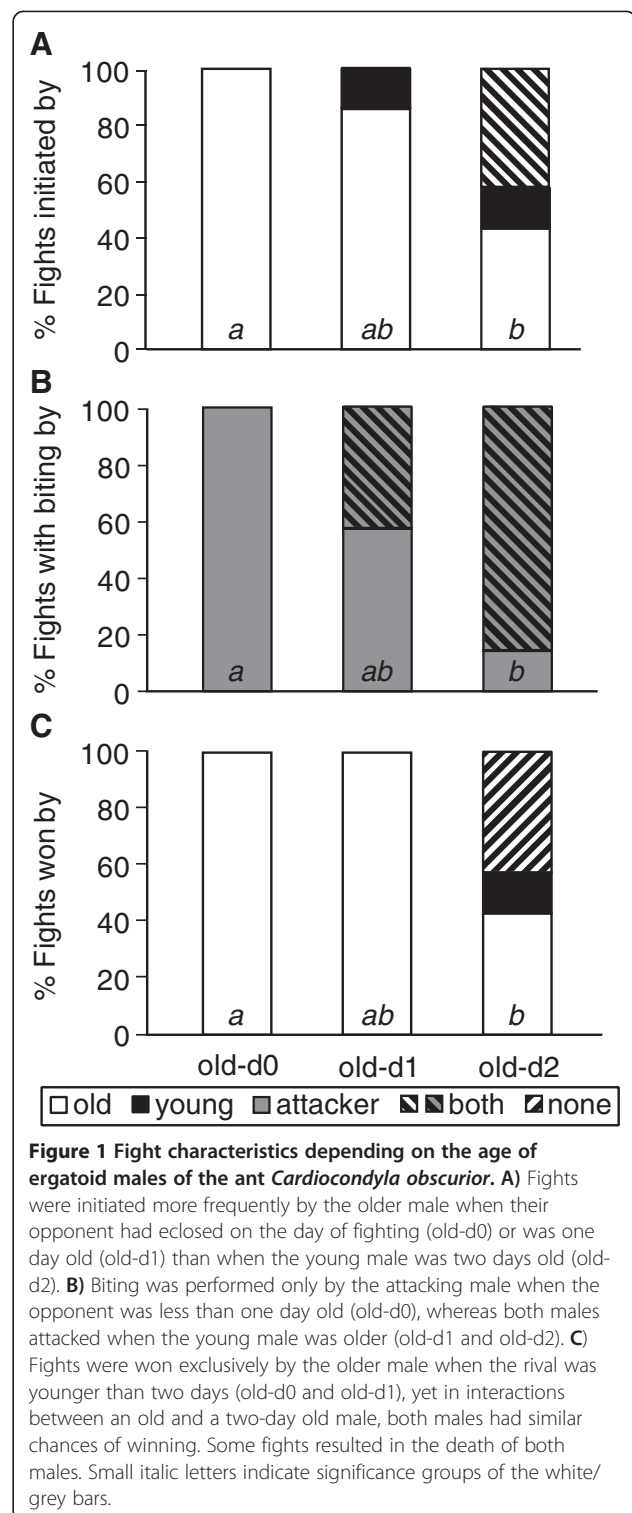 A
% Fights initiated by
100
80
60
40
20
0
a
ab
b
B
% Fights with biting by
100
80
60
40
20
0
a
ab
b
C
% Fights won by
100
80
60
40
20
0
a
ab
b
old-d0 old-d1 old-d2
old young attacker both none
Figure 1 Fight characteristics depending on the age of
ergatoid males of the ant Cardiocondyla obscurior. A) Fights
were initiated more frequently by the older male when their
opponent had eclosed on the day of fighting (old-d0) or was one
day old (old-d1) than when the young male was two days old (old-
d2). B) Biting was performed only by the attacking male when the
opponent was less than one day old (old-d0), whereas both males
attacked when the young male was older (old-d1 and old-d2). C)
Fights were won exclusively by the older male when the rival was
younger than two days (old-d0 and old-d1), yet in interactions
between an old and a two-day old male, both males had similar
chances of winning. Some fights resulted in the death of both
males. Small italic letters indicate significance groups of the white/
grey bars.